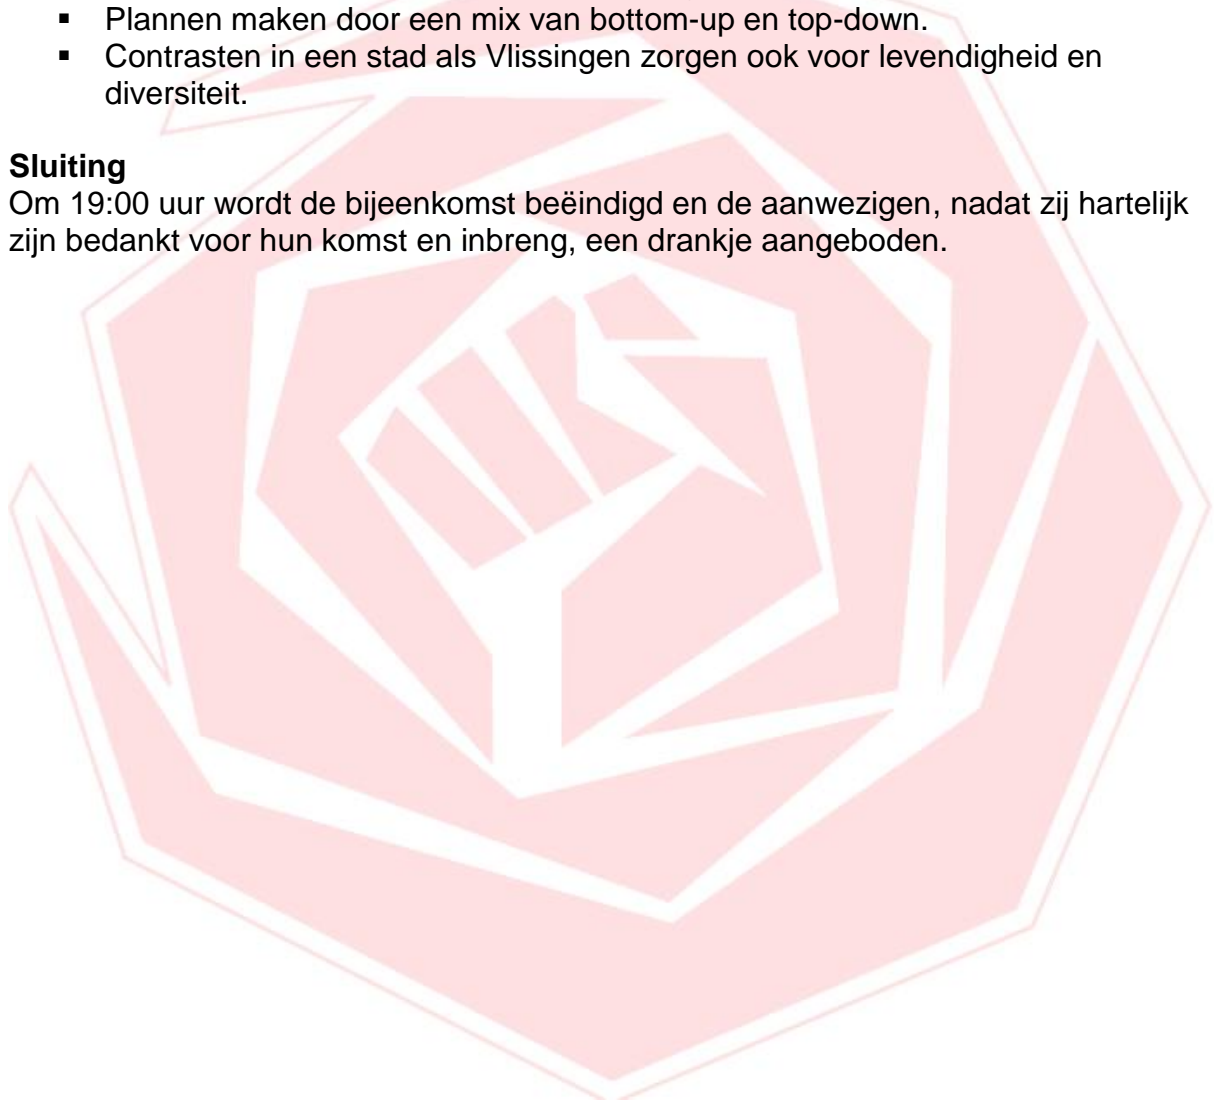 ▪ Plannen maken door een mix van bottom-up en top-down.
▪ Contrasten in een stad als Vlissingen zorgen ook voor levendigheid en
diversiteit.
Sluiting
Om 19:00 uur wordt de bijeenkomst beëindigd en de aanwezigen, nadat zij hartelijk
zijn bedankt voor hun komst en inbreng, een drankje aangeboden.